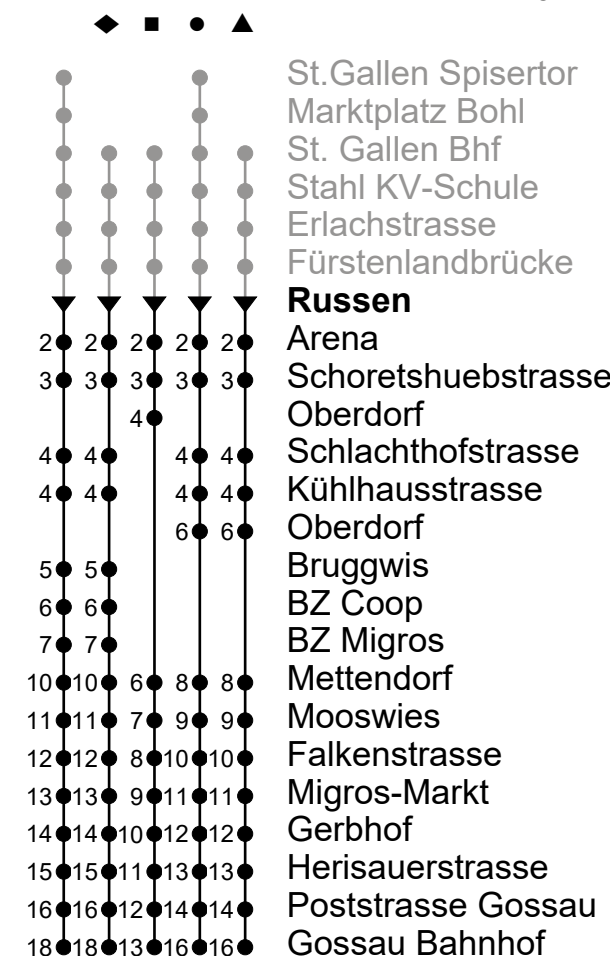 St.Gallen Spisertor
Marktplatz Bohl
St. Gallen Bhf
Stahl KV-Schule
Erlachstrasse
Fürstenlandbrücke
Russen
2 2 2 2 2 Arena
3 3 3 3 3 Schoretshuebstrasse
4 Oberdorf
4 4 4 4 Schlachthofstrasse
4 4 4 4 Kühlhausstrasse
6 6 Oberdorf
5 5 Bruggwis
6 6 BZ Coop
7 7 BZ Migros
10 10 6 8 8 Mettendorf
11 11 7 9 9 Mooswies
12 12 8 10 10 Falkenstrasse
13 13 9 11 11 Migros-Markt
14 14 10 12 12 Gerbhof
15 15 11 13 13 Herisauerstrasse
16 16 12 14 14 Poststrasse Gossau
18 18 13 16 16 Gossau Bahnhof